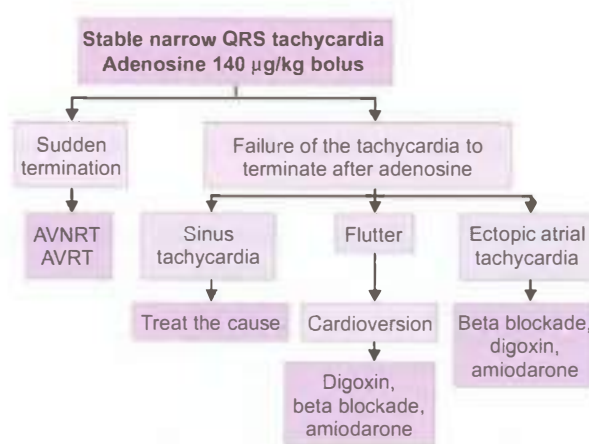 Stable narrow QRS tachycardia
Adenosine 140 μg/kg bolus
Sudden
termination
Failure of the tachycardia to
terminate after adenosine
AVNRT
AVRT
Sinus
tachycardia
Flutter
Ectopic atrial
tachycardia
Treat the cause
Cardioversion
Beta blockade,
digoxin,
amiodarone
Digoxin,
beta blockade,
amiodarone